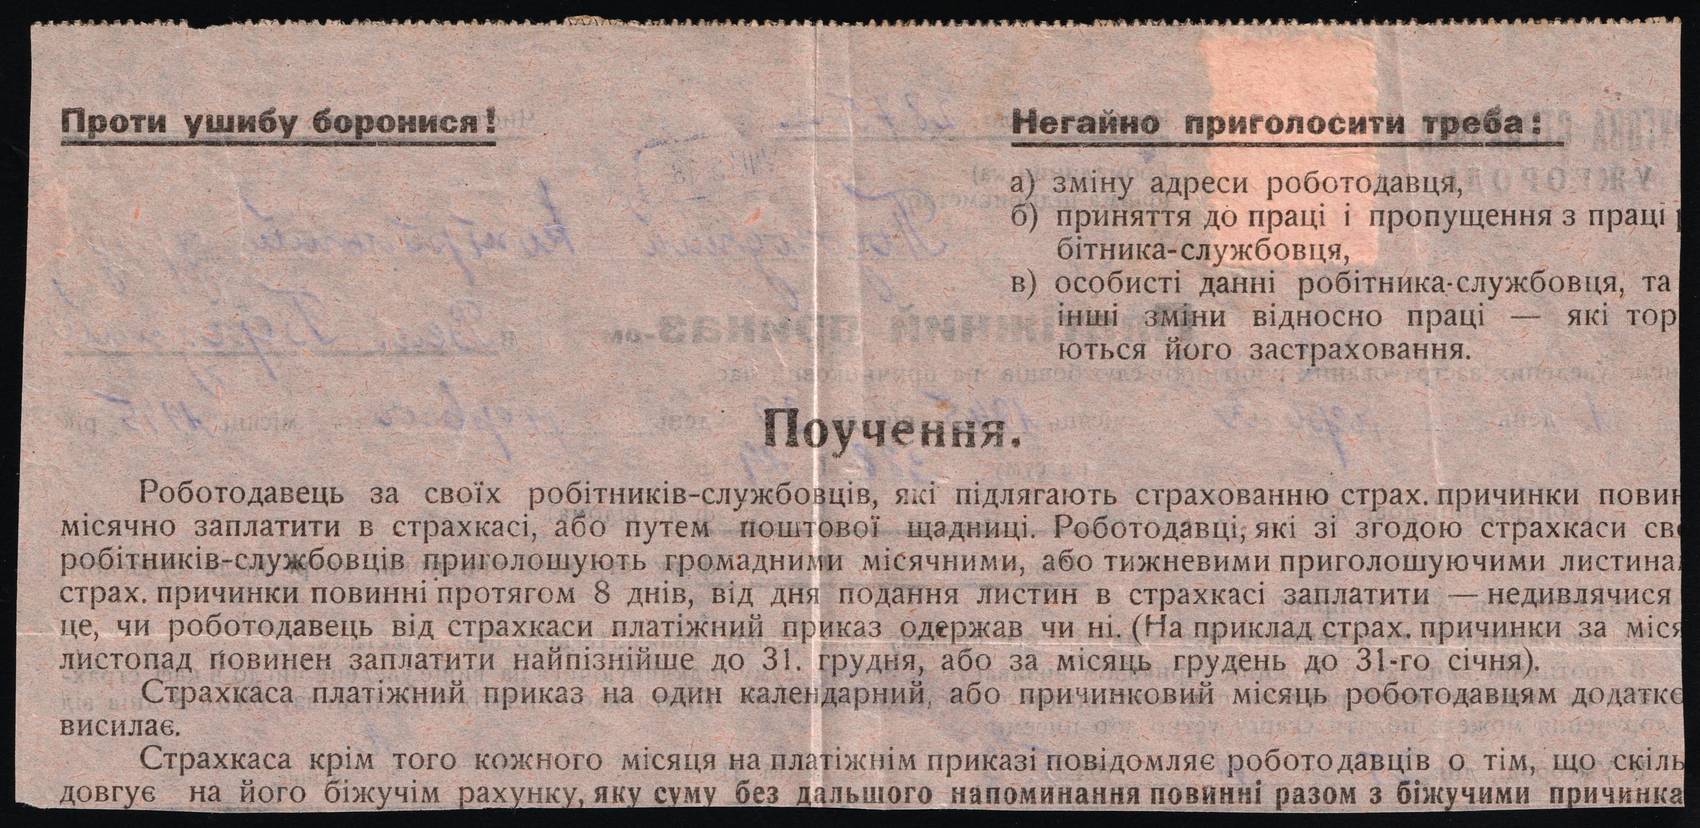 Проти ушибу боронися!
Негайно приголосити треба:
а) зміну адреси роботодавця,
б) приняття до праці і пропущення з праці р
бітника-службовця,
в) особисті данні робітника-службовця, та
інші зміни відносно праці — які тор
ються його застраховання.
Поучення.
Роботодавець за своїх робітників-службовців, які підлягають страхованню страх. причинки повин
місячно заплатити в страхкасі, або путем поштової щадниці. Роботодавці, які зі згодою страхкаси сво
робітників-службовців приголошують громадними місячними, або тижневими приголошуючими листина
страх. причинки повинні протягом 8 днів, від дня подання листин в страхкасі заплатити — недивлячися
це, чи роботодавець від страхкаси платіжний приказ одержав чи ні. (На приклад страх. причинки за міся
листопад повинен заплатити найпізнійше до 31. грудня, або за місяць грудень до 31-го січня).
Страхкаса платіжний приказ на один календарний, або причинковий місяць роботодавцям додатко
висилає.
Страхкаса крім того кожного місяця на платіжнім приказі повідомляє роботодавців о тім, що скіль
довгує на його біжучім рахунку, яку суму без дальшого напоминання повинні разом з біжучими причинка